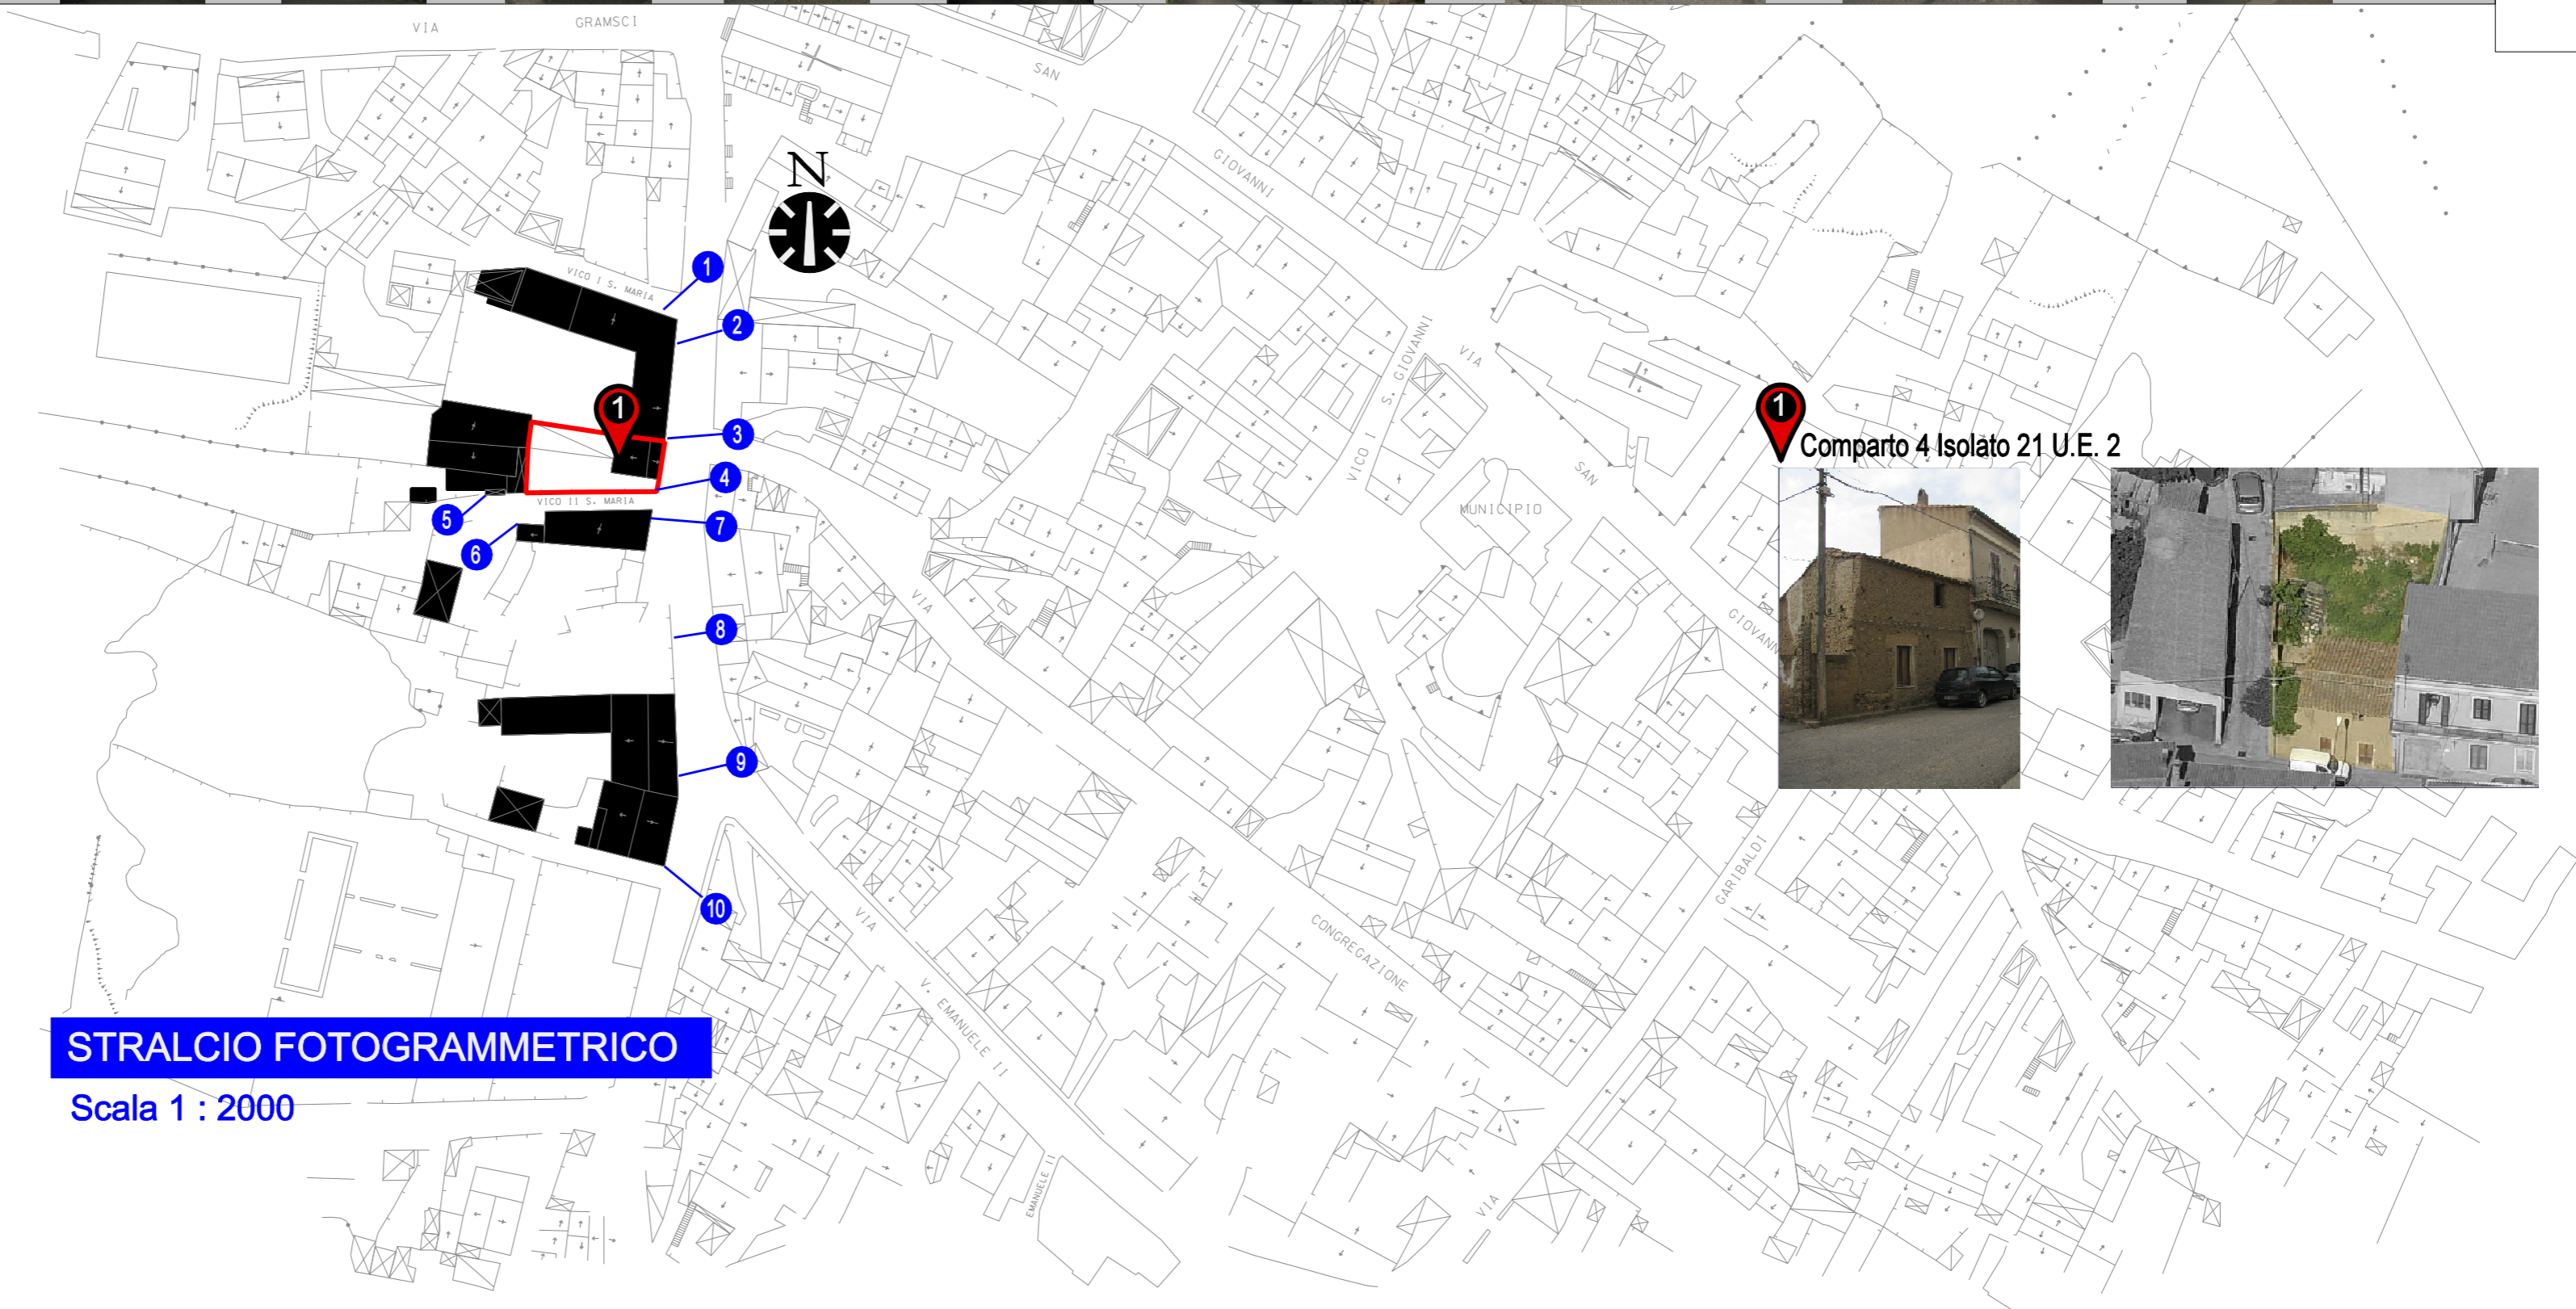 VIA GRAMSCI
SAN
GIOVANNI
N
VICO I S. MARIA
1
2
1
3
4
VICO II S. MARIA
5
6
7
8
9
10
VICO I S. GIOVANNI
VIA
SAN
GIOVANNI
MUNICIPIO
1
Comparto 4 Isolato 21 U.E. 2
VIA
CONGREGAZIONE
GARIBALDI
VIA
VIA
V. EMANUELE II
EMANUELE II
STRALCIO FOTOGRAMMETRICO
Scala 1 : 2000